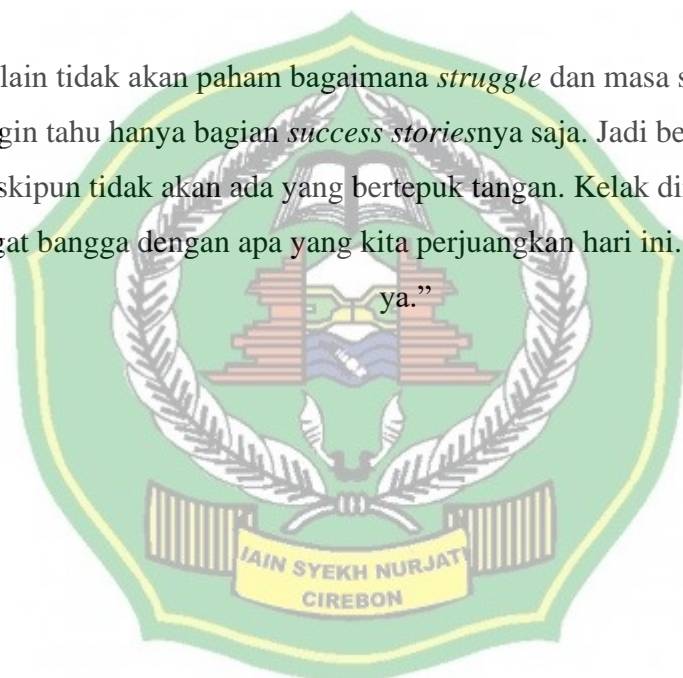 lain tidak akan paham bagaimana struggle dan masa s
gin tahu hanya bagian success storiesnya saja. Jadi be
skipun tidak akan ada yang bertepuk tangan. Kelak di
gat bangga dengan apa yang kita perjuangkan hari ini.
ya.”
IAIN SYEKH NURJATI
CIREBON